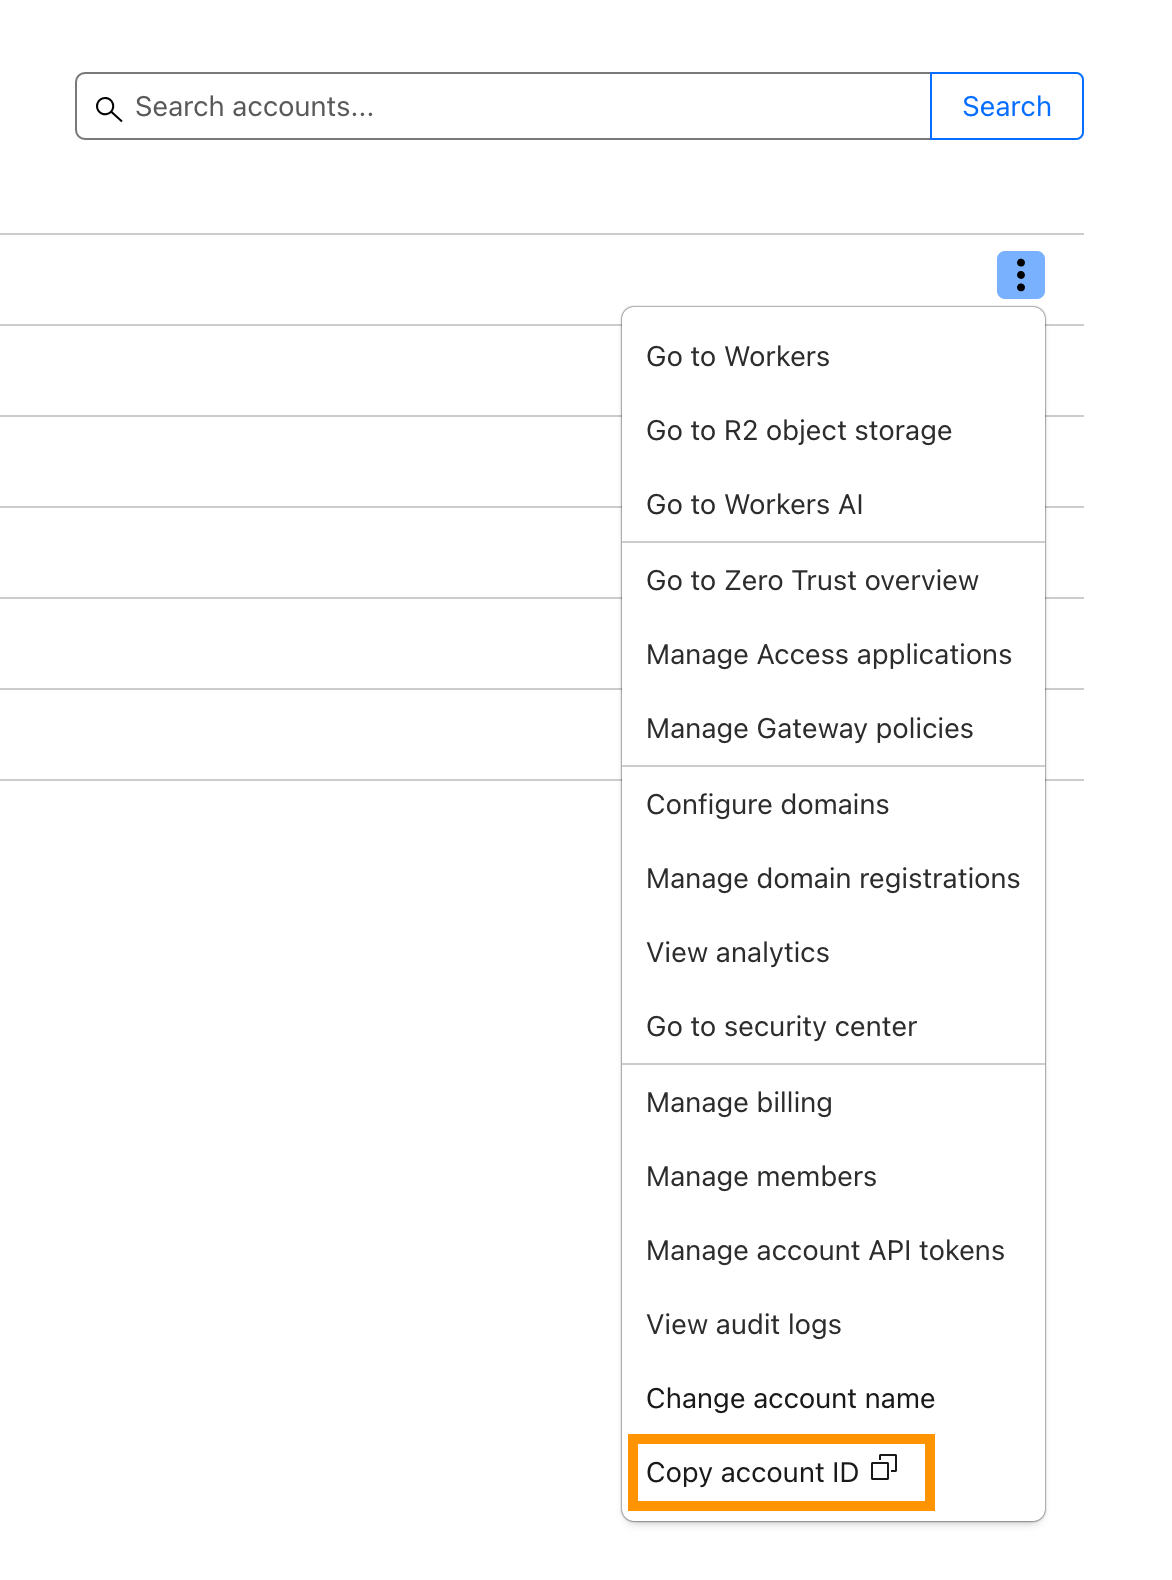 Search accounts...
Search
Go to Workers
Go to R2 object storage
Go to Workers AI
Go to Zero Trust overview
Manage Access applications
Manage Gateway policies
Configure domains
Manage domain registrations
View analytics
Go to security center
Manage billing
Manage members
Manage account API tokens
View audit logs
Change account name
Copy account ID